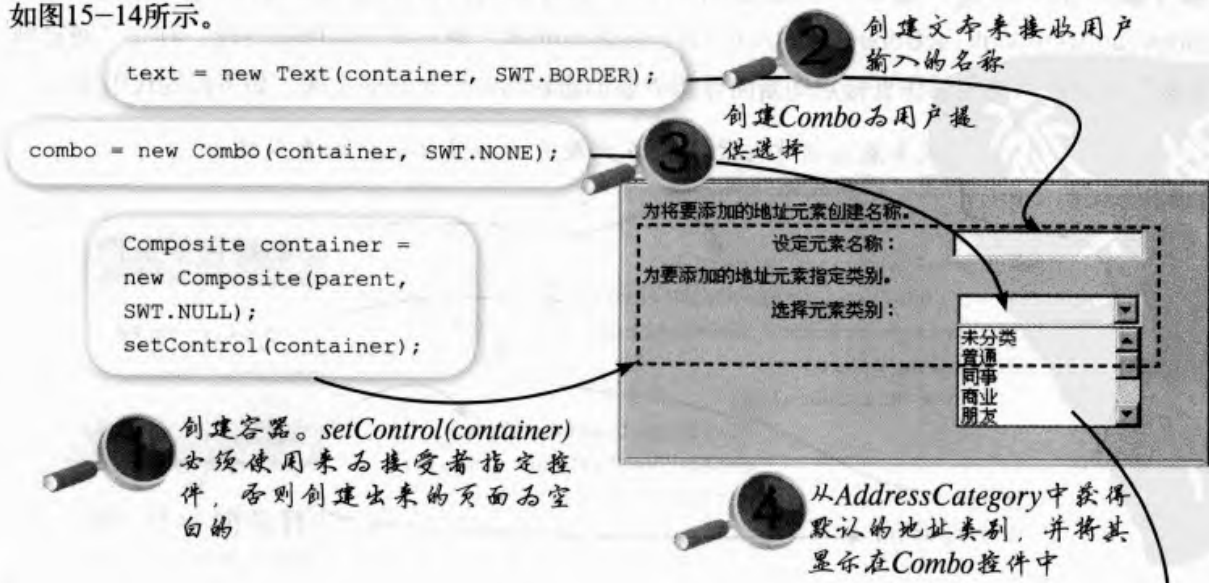 如图15-14所示。
text = new Text(container, SWT.BORDER);
2
创建文本来接收用户
输入的名称
combo = new Combo(container, SWT.NONE);
3
创建Combo为用户提
供选择
Composite container =
new Composite(parent,
SWT.NULL);
setControl(container);
为将要添加的地址元素创建名称。
设定元素名称：
为要添加的地址元素指定类别。
选择元素类别：
未分类
普通
同事
商业
朋友
1
创建容器。setControl(container)
必须使用来为接受者指定控
件，否则创建出来的页面为空
白的
4
从AddressCategory中获得
默认的地址类别，并将其
显示在Combo控件中